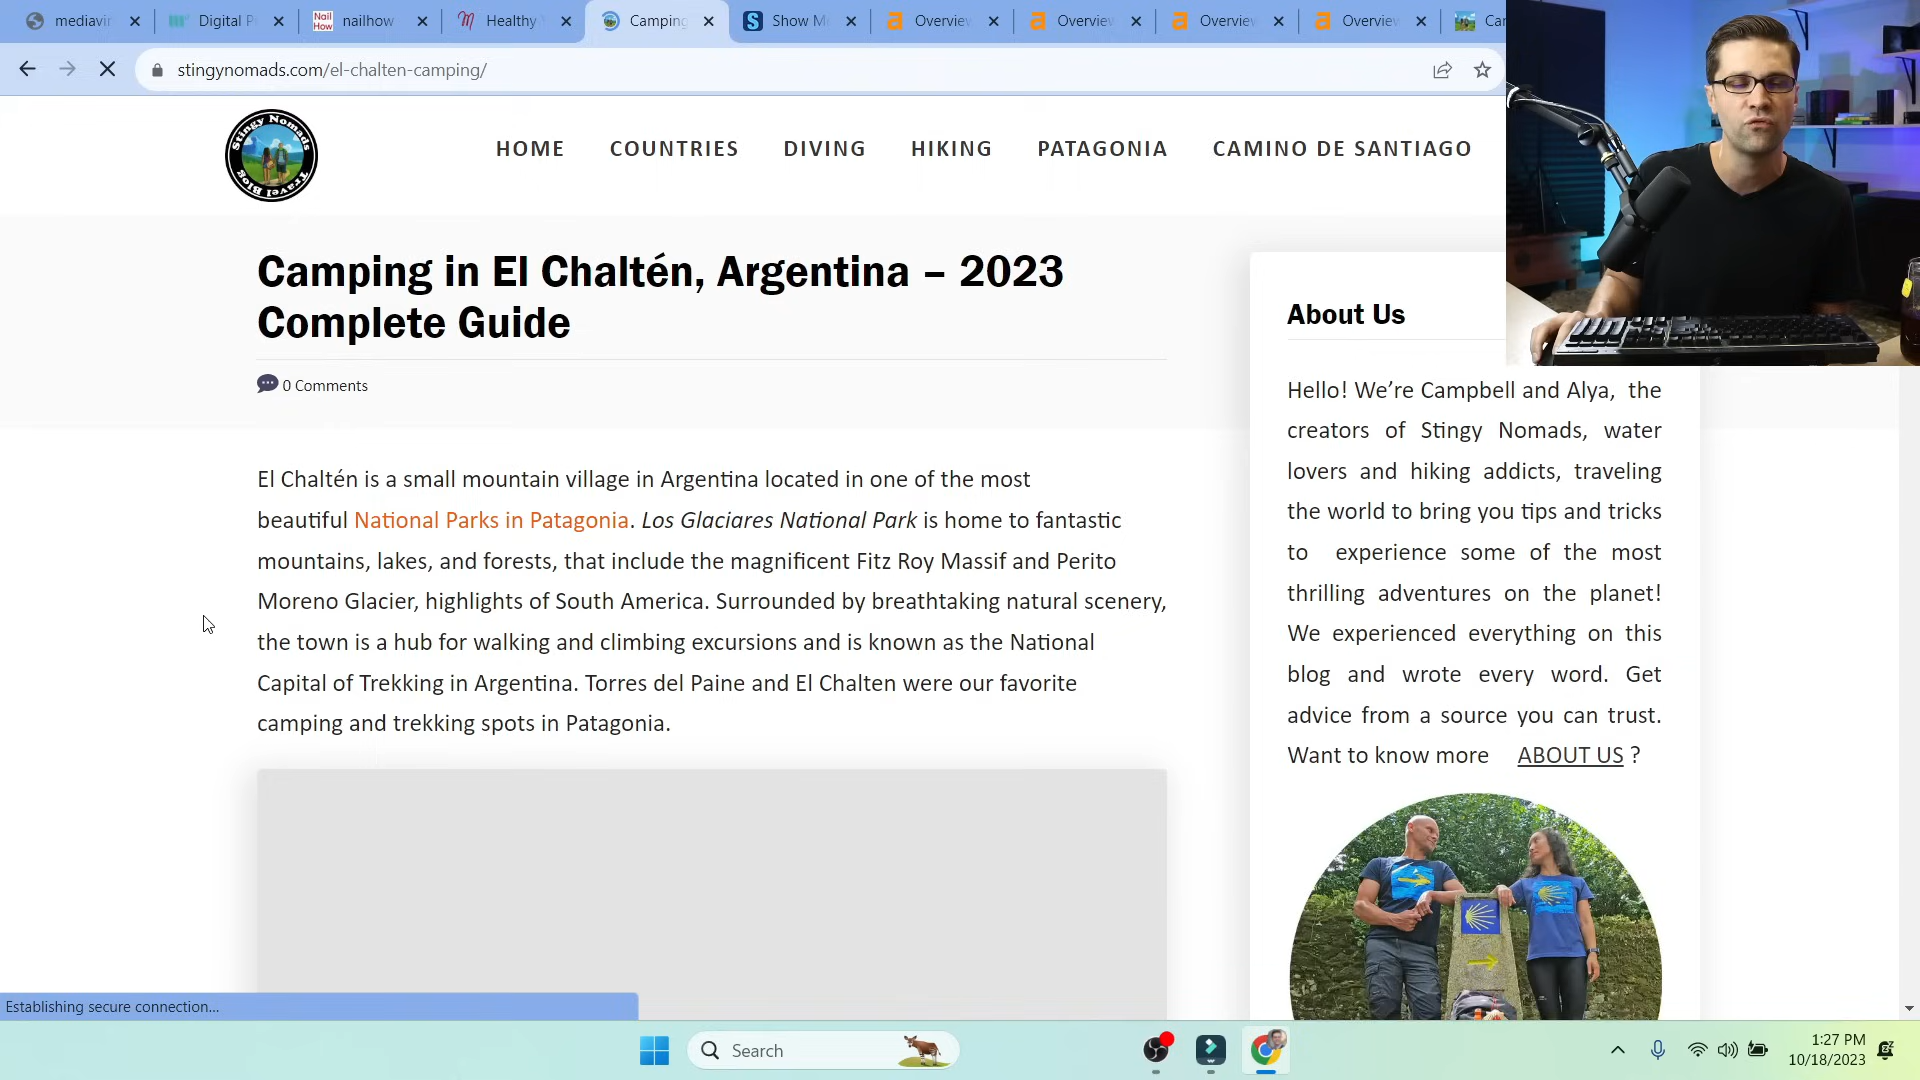 mediavi
Digital P
Nail
How
nailhow
Healthy
Camping
Show M
Overview
Overview
Overview
Overview
Car
stingynomads.com/el-chalten-camping/
Stingy Nomads
Travel Blog
HOME
COUNTRIES
DIVING
HIKING
PATAGONIA
CAMINO DE SANTIAGO
Camping in El Chaltén, Argentina – 2023
Complete Guide
0 Comments
El Chaltén is a small mountain village in Argentina located in one of the most
beautiful National Parks in Patagonia. Los Glaciares National Park is home to fantastic
mountains, lakes, and forests, that include the magnificent Fitz Roy Massif and Perito
Moreno Glacier, highlights of South America. Surrounded by breathtaking natural scenery,
the town is a hub for walking and climbing excursions and is known as the National
Capital of Trekking in Argentina. Torres del Paine and El Chalten were our favorite
camping and trekking spots in Patagonia.
About Us
Hello! We’re Campbell and Alya, the
creators of Stingy Nomads, water
lovers and hiking addicts, traveling
the world to bring you tips and tricks
to experience some of the most
thrilling adventures on the planet!
We experienced everything on this
blog and wrote every word. Get
advice from a source you can trust.
Want to know more ABOUT US ?
Establishing secure connection...
Search
1:27 PM
10/18/2023